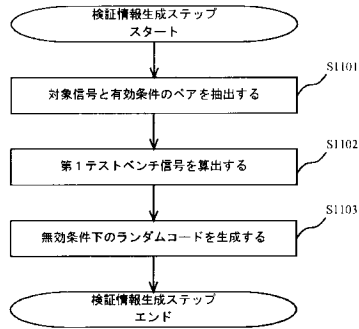 検証情報生成ステップ
スタート
S1101
対象信号と有効条件のペアを抽出する
S1102
第1テストベンチ信号を算出する
S1103
無効条件下のランダムコードを生成する
検証情報生成ステップ
エンド